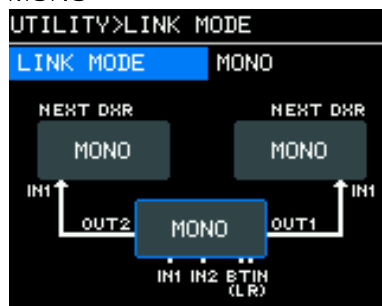 MONO
UTILITY>LINK MODE
LINK MODE MONO
NEXT DXR NEXT DXR
MONO MONO
IN1 IN1
OUT2 MONO OUT1
IN1 IN2 BTIN
(LR)